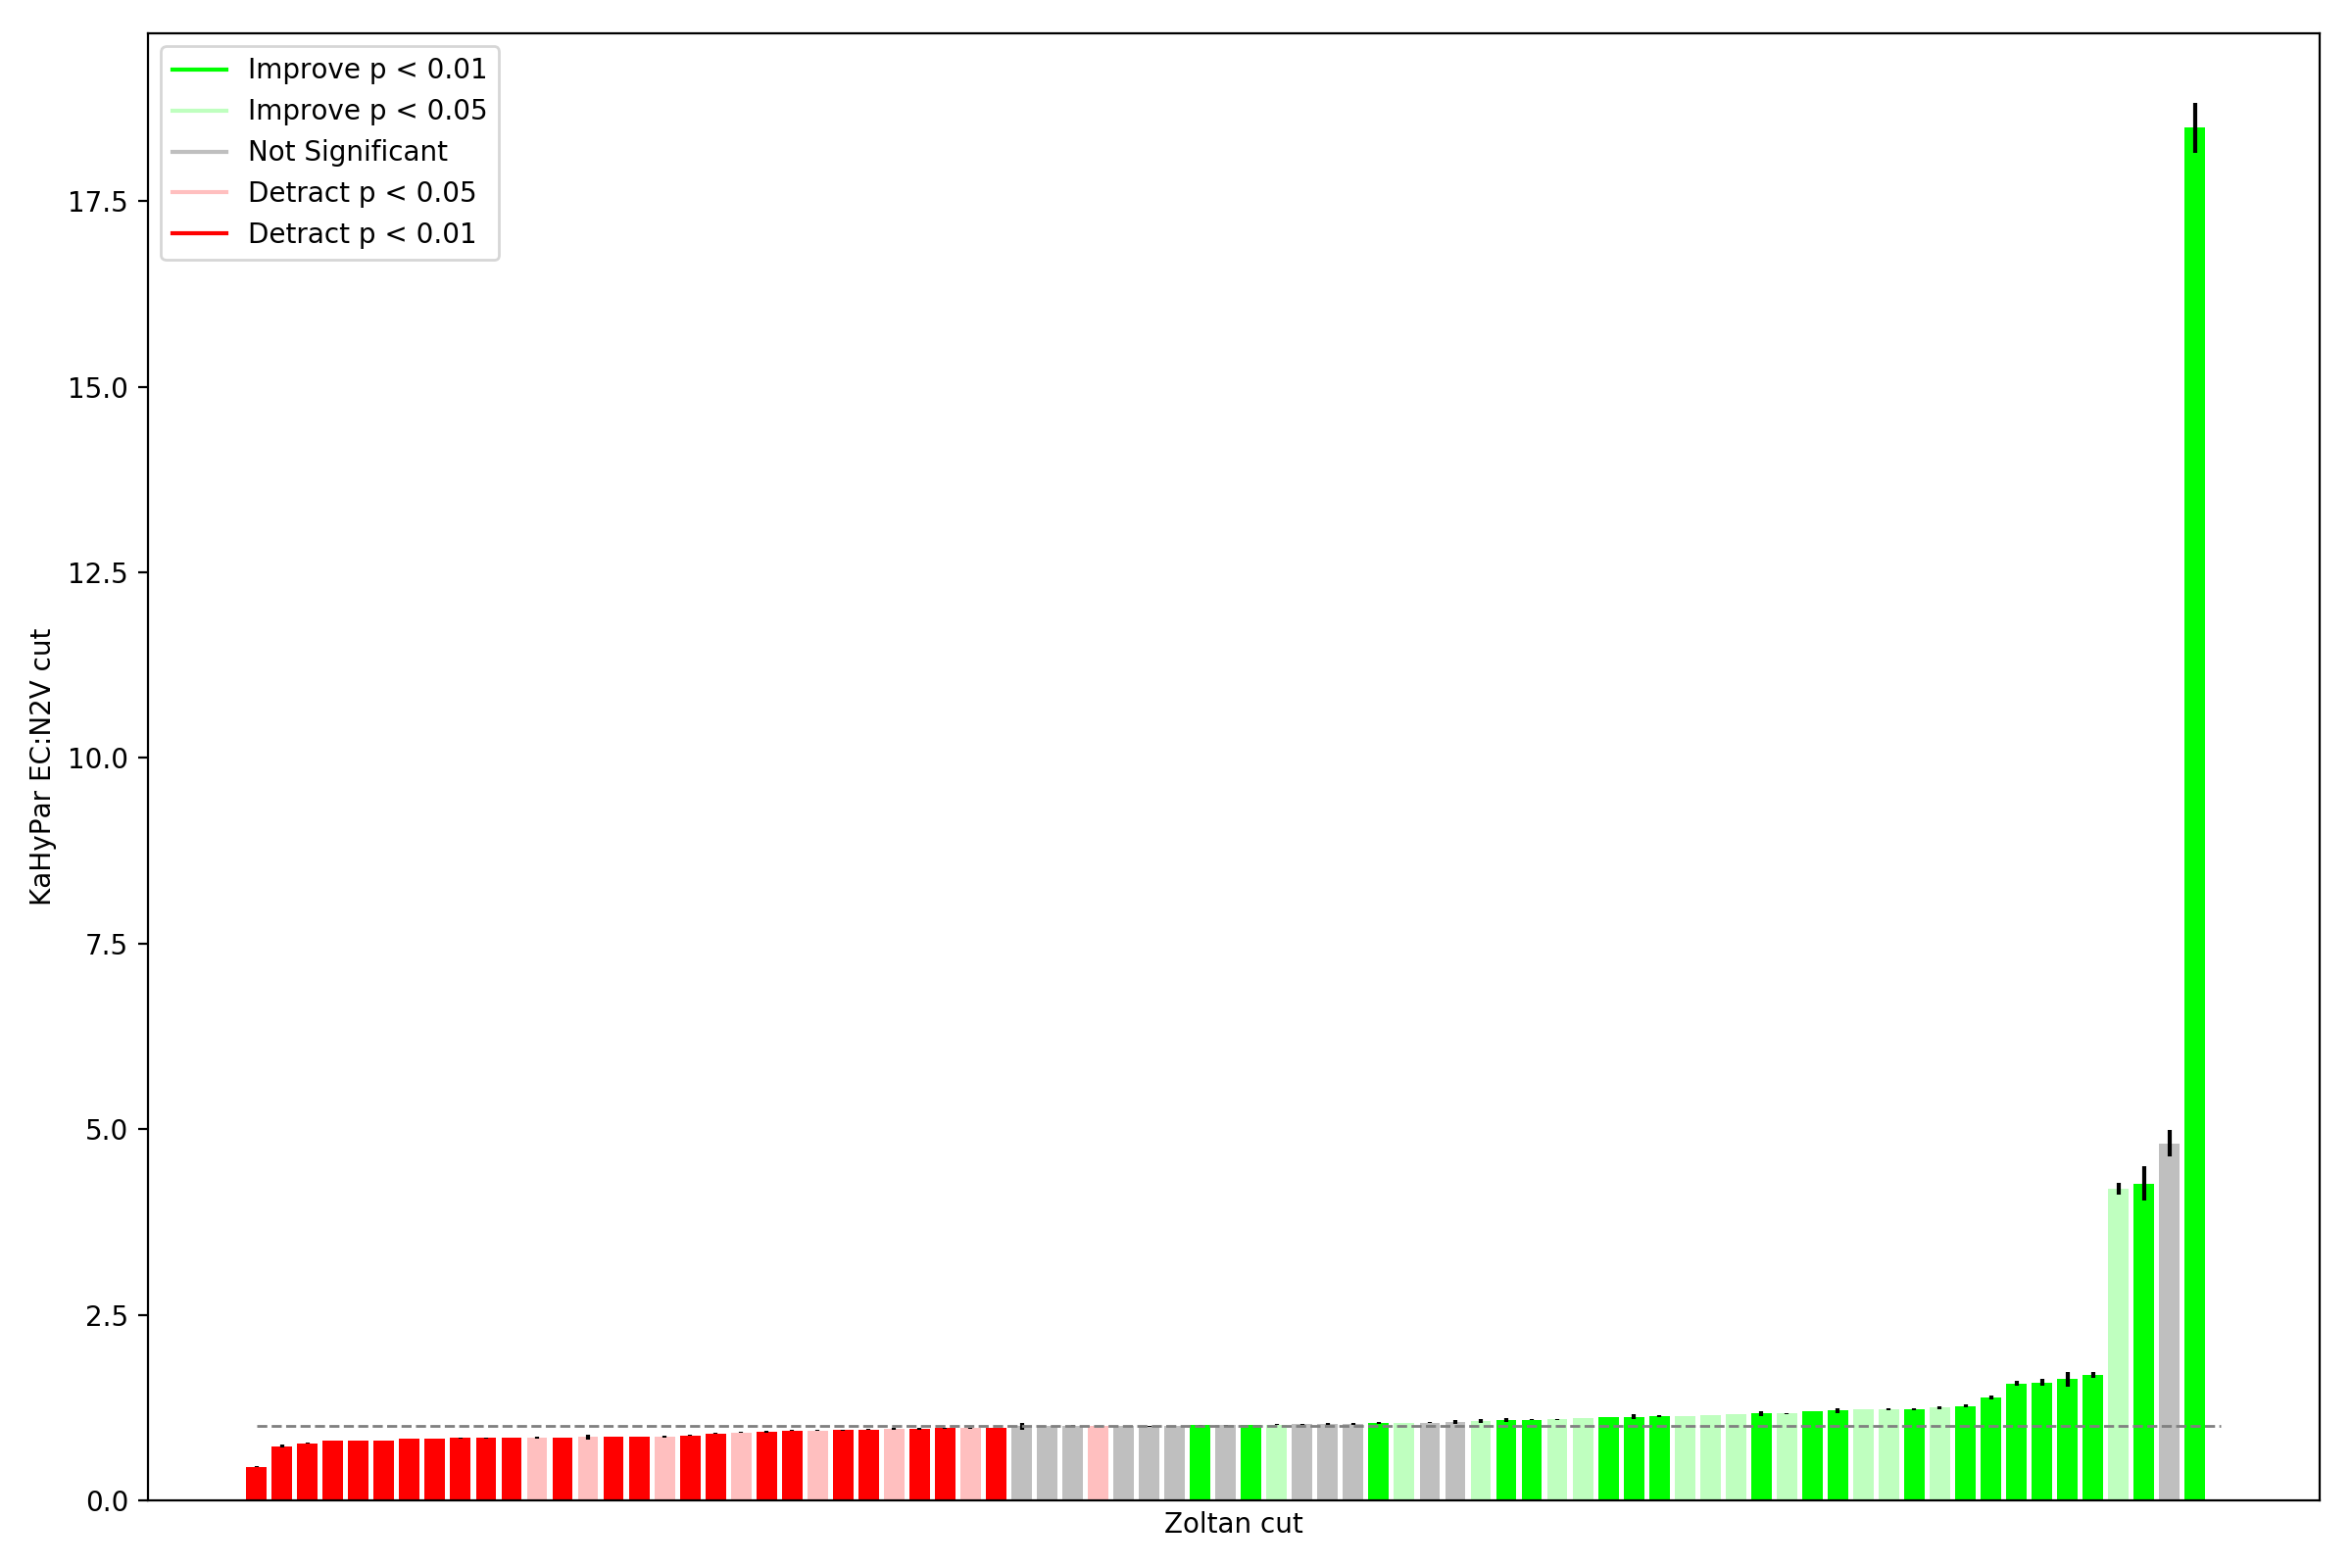 Improve p < 0.01
Improve p < 0.05
Not Significant
Detract p < 0.05
Detract p < 0.01
17.5
15.0
12.5
10.0
7.5
5.0
2.5
0.0
KaHyPar EC:N2V cut
Zoltan cut